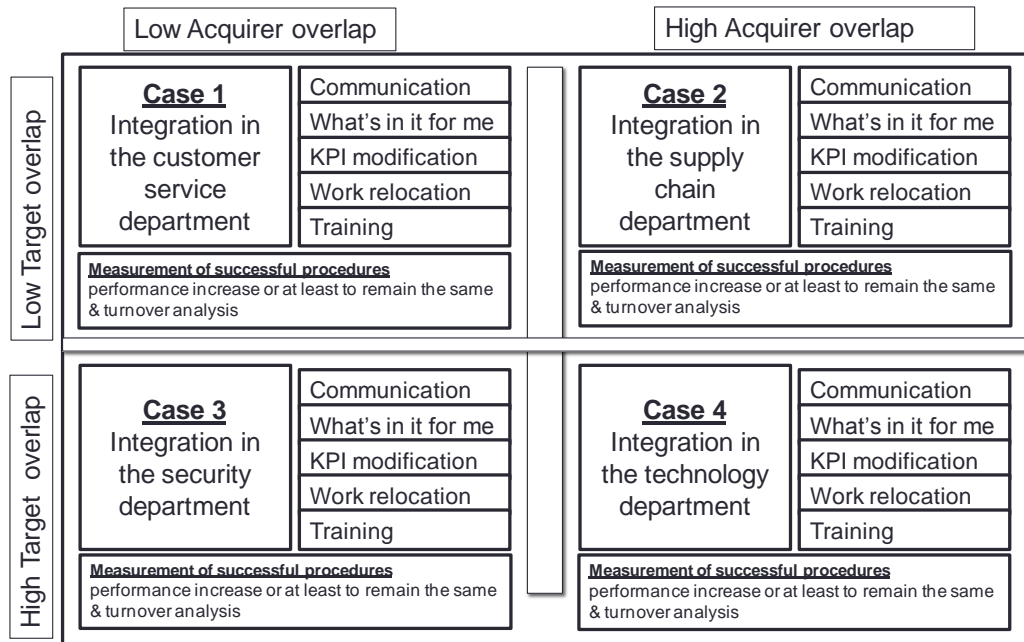 Low Acquirer overlap
High Acquirer overlap
Low Target overlap
Case 1
Integration in
the customer
service
department
Communication
What's in it for me
KPI modification
Work relocation
Training
Measurement of successful procedures
performance increase or at least to remain the same
& turnover analysis
Case 2
Integration in
the supply
chain
department
Communication
What's in it for me
KPI modification
Work relocation
Training
Measurement of successful procedures
performance increase or at least to remain the same
& turnover analysis
High Target overlap
Case 3
Integration in
the security
department
Communication
What's in it for me
KPI modification
Work relocation
Training
Measurement of successful procedures
performance increase or at least to remain the same
& turnover analysis
Case 4
Integration in
the technology
department
Communication
What's in it for me
KPI modification
Work relocation
Training
Measurement of successful procedures
performance increase or at least to remain the same
& turnover analysis